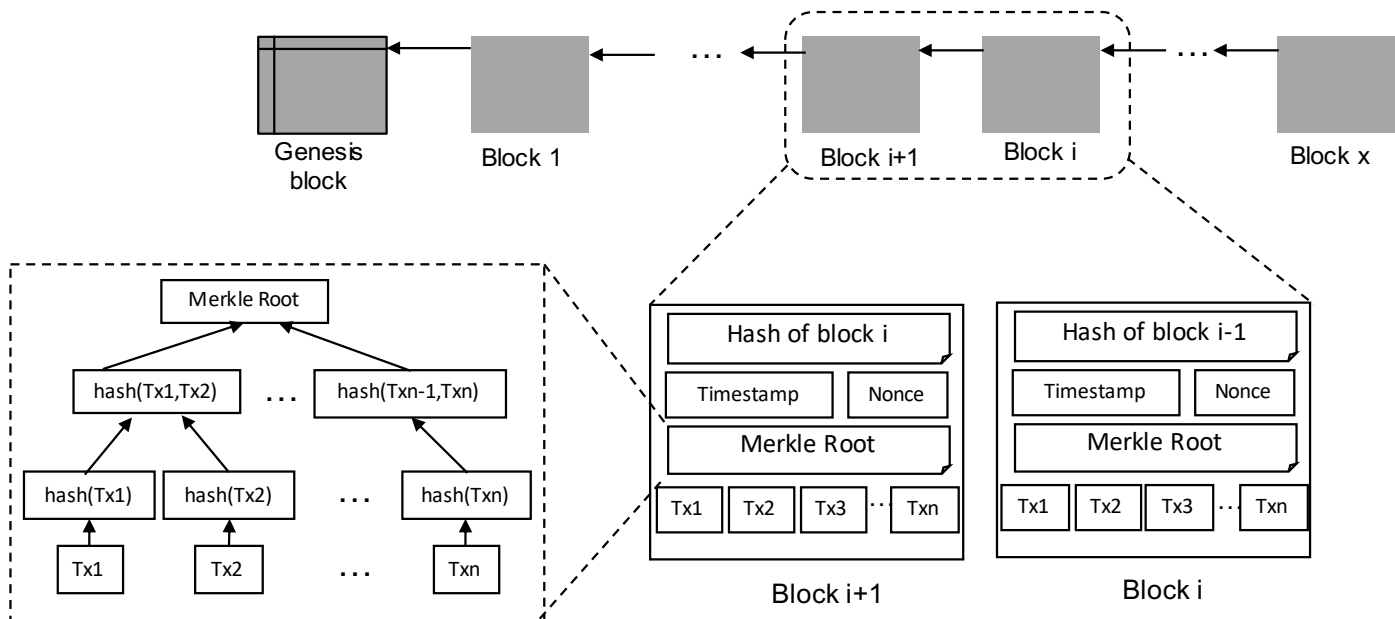 ... ...
Genesis
block
Block 1
Block i+1
Block i
Block x
Merkle Root
hash(Tx1,Tx2) ... hash(Txn-1,Txn)
hash(Tx1) hash(Tx2) ... hash(Txn)
Tx1 Tx2 ... Txn
Hash of block i
Timestamp Nonce
Merkle Root
Tx1 Tx2 Tx3 ... Txn
Block i+1
Hash of block i-1
Timestamp Nonce
Merkle Root
Tx1 Tx2 Tx3 ... Txn
Block i